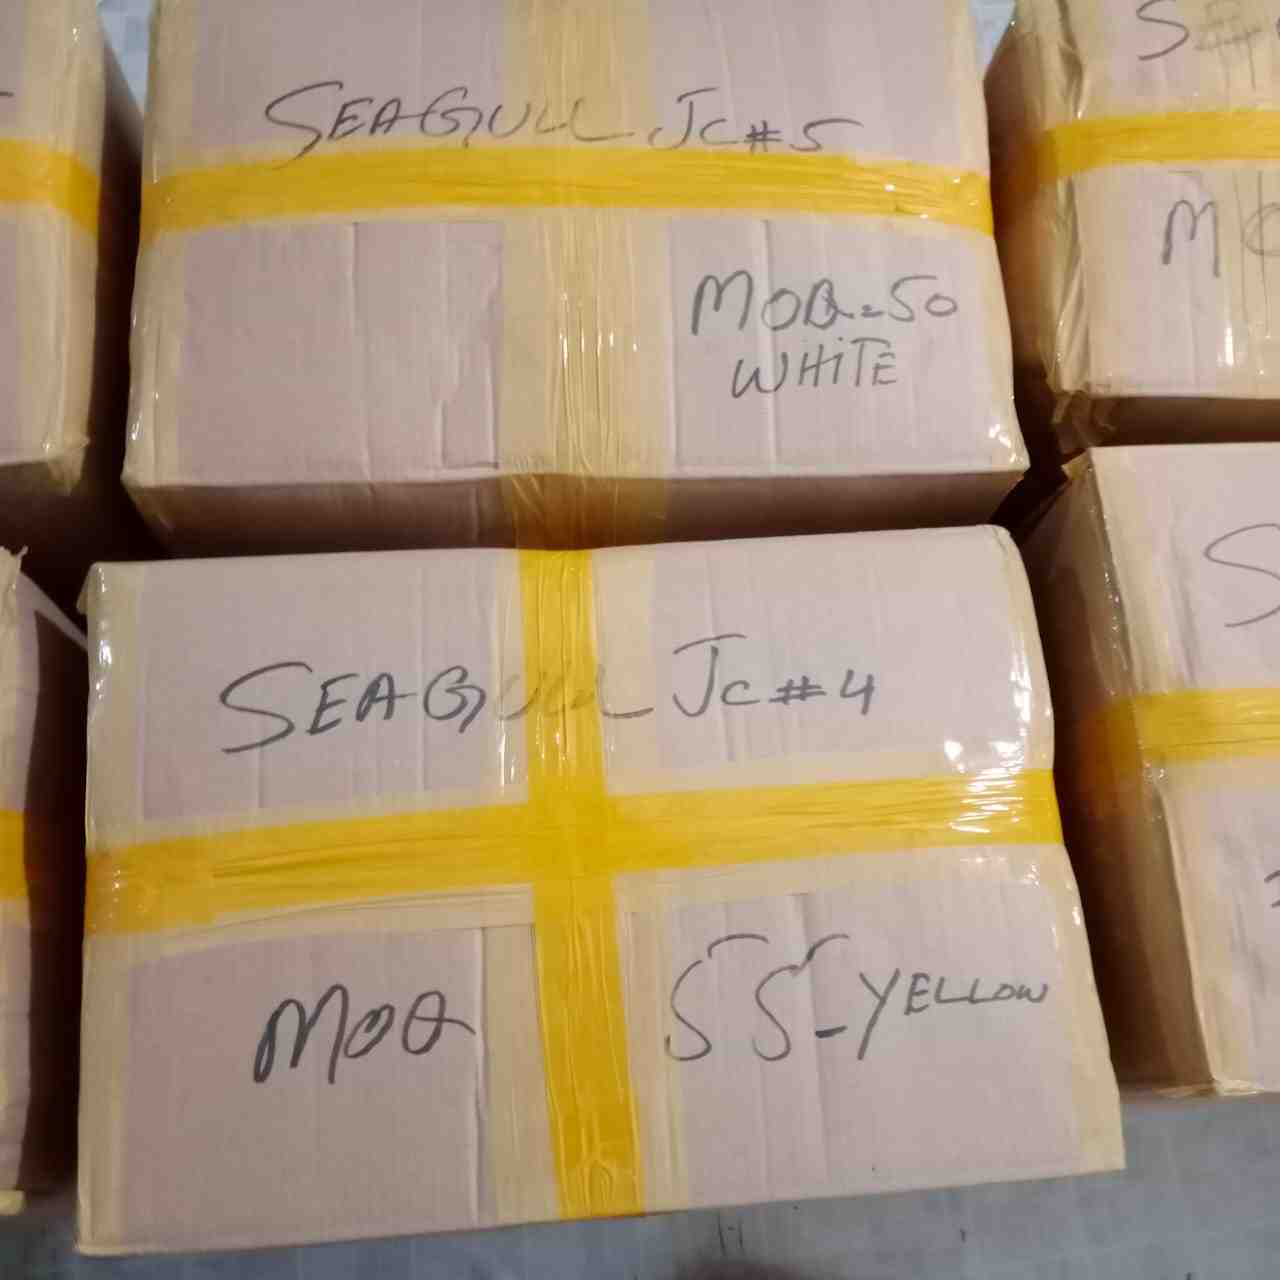 SEAGULL Jc#5
MOQ=50
WHITE
SEAGULL Jc#4
MOQ 55-YELLOW